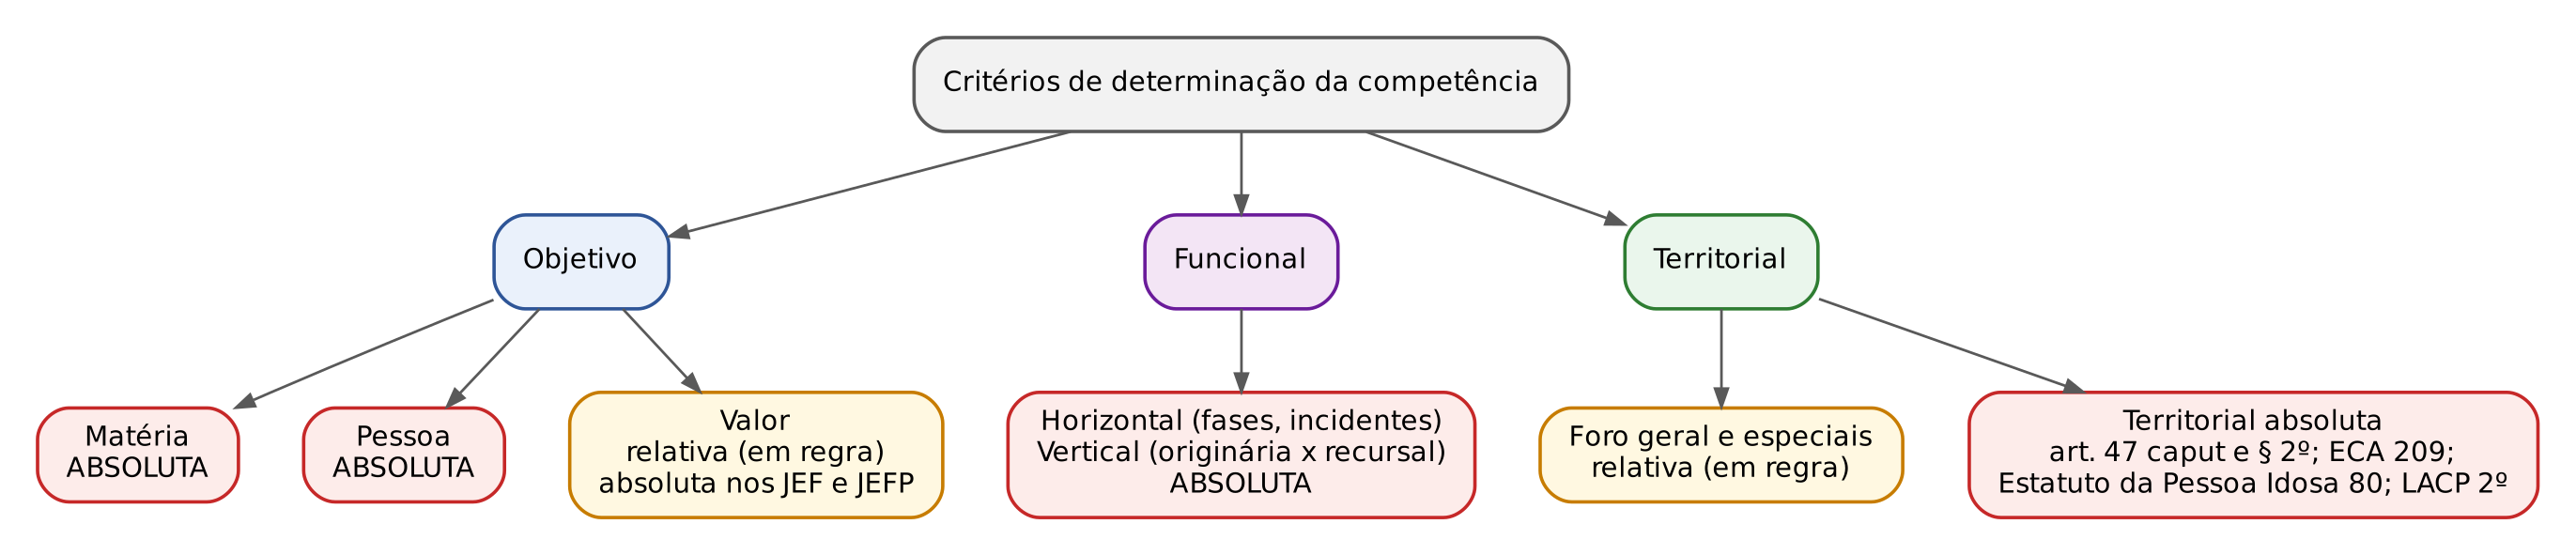 Critérios de determinação da competência
Objetivo
Funcional
Territorial
Matéria
ABSOLUTA
Pessoa
ABSOLUTA
Valor
relativa (em regra)
absoluta nos JEF e JEFP
Horizontal (fases, incidentes)
Vertical (originária x recursal)
ABSOLUTA
Foro geral e especiais
relativa (em regra)
Territorial absoluta
art. 47 caput e § 2º; ECA 209;
Estatuto da Pessoa Idosa 80; LACP 2º